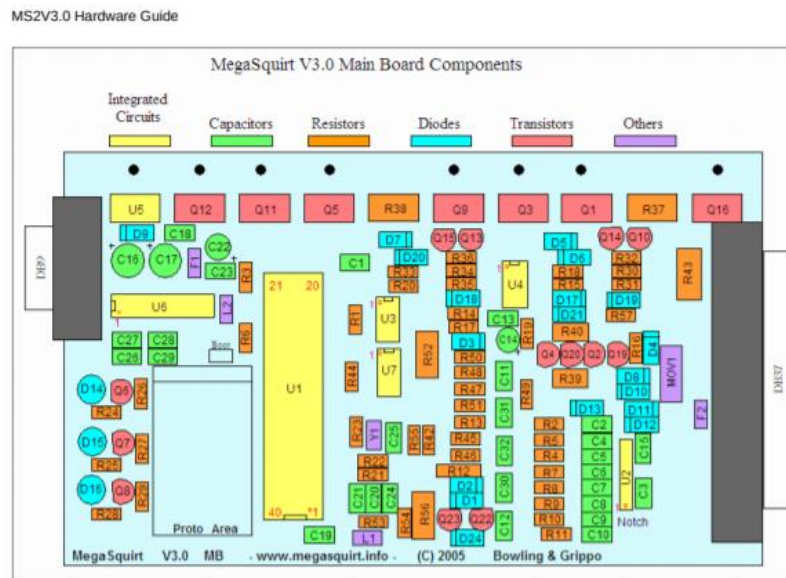 MS2V3.0 Hardware Guide
MegaSquirt V3.0 Main Board Components
Integrated Circuits
Capacitors
Resistors
Diodes
Transistors
Others
U5 Q12 Q11 Q5 R38 Q9 Q3 Q1 R37 Q16
DB9
D9 C18
C16 C17 F1 C22 C23 R3
C1
D7 D20 R33 R20
Q15 Q13
R36
R34
R35
D18
R14
R17
D3
R50
R48
R47
R51
R13
R45
R46
R12
D2
D1
Q23 Q22
D24
U4
C13
C14 R19
D5
D6
R18
R15
D17
D21
R40
Q14 Q10
R32
R30
R31
D19
R57
R43
1 U6 L2
C27 C28
C26 C29
R6
Boot
21 20
U1
40 *1
R1
1 U3
1 U7
R52
R44
Q4 Q20 Q2 Q19 R16 D4
R39
D8
D10
MOV1
D13
D11
D12
F2
DB37
D14 Q6 R26
R24
D15 Q7 R27
R25
D16 Q8 R29
R28
R23 Y1 C25 R55 R42
R22
R21
C21 C20 C24
R53
L1
C19
R54 R56
C11
R49
C31
C32
C30
C12
R2 C2
R5 C4
R4 C5
R7 C6
R8 C7
R9 C9
R10
R11 C10
C8
U2
C15
C3
1
Notch
Proto Area
MegaSquirt V3.0 MB - www.megasquirt.info - (C) 2005 Bowling & Grippo